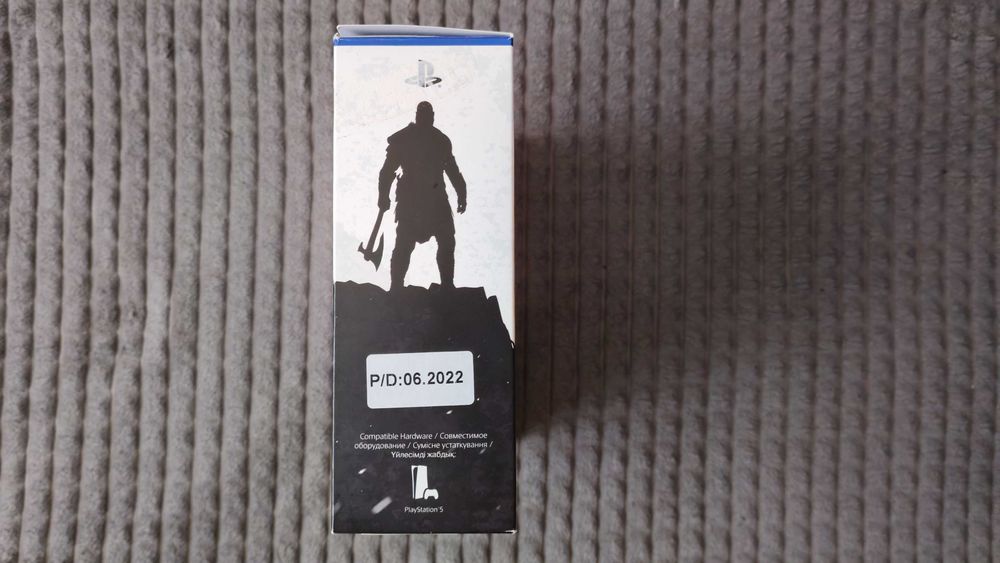 P/D:06.2022
Compatible Hardware / Совместимое
оборудование / Сумісне устаткування /
Үйлесімді жабдық:
PlayStation 5